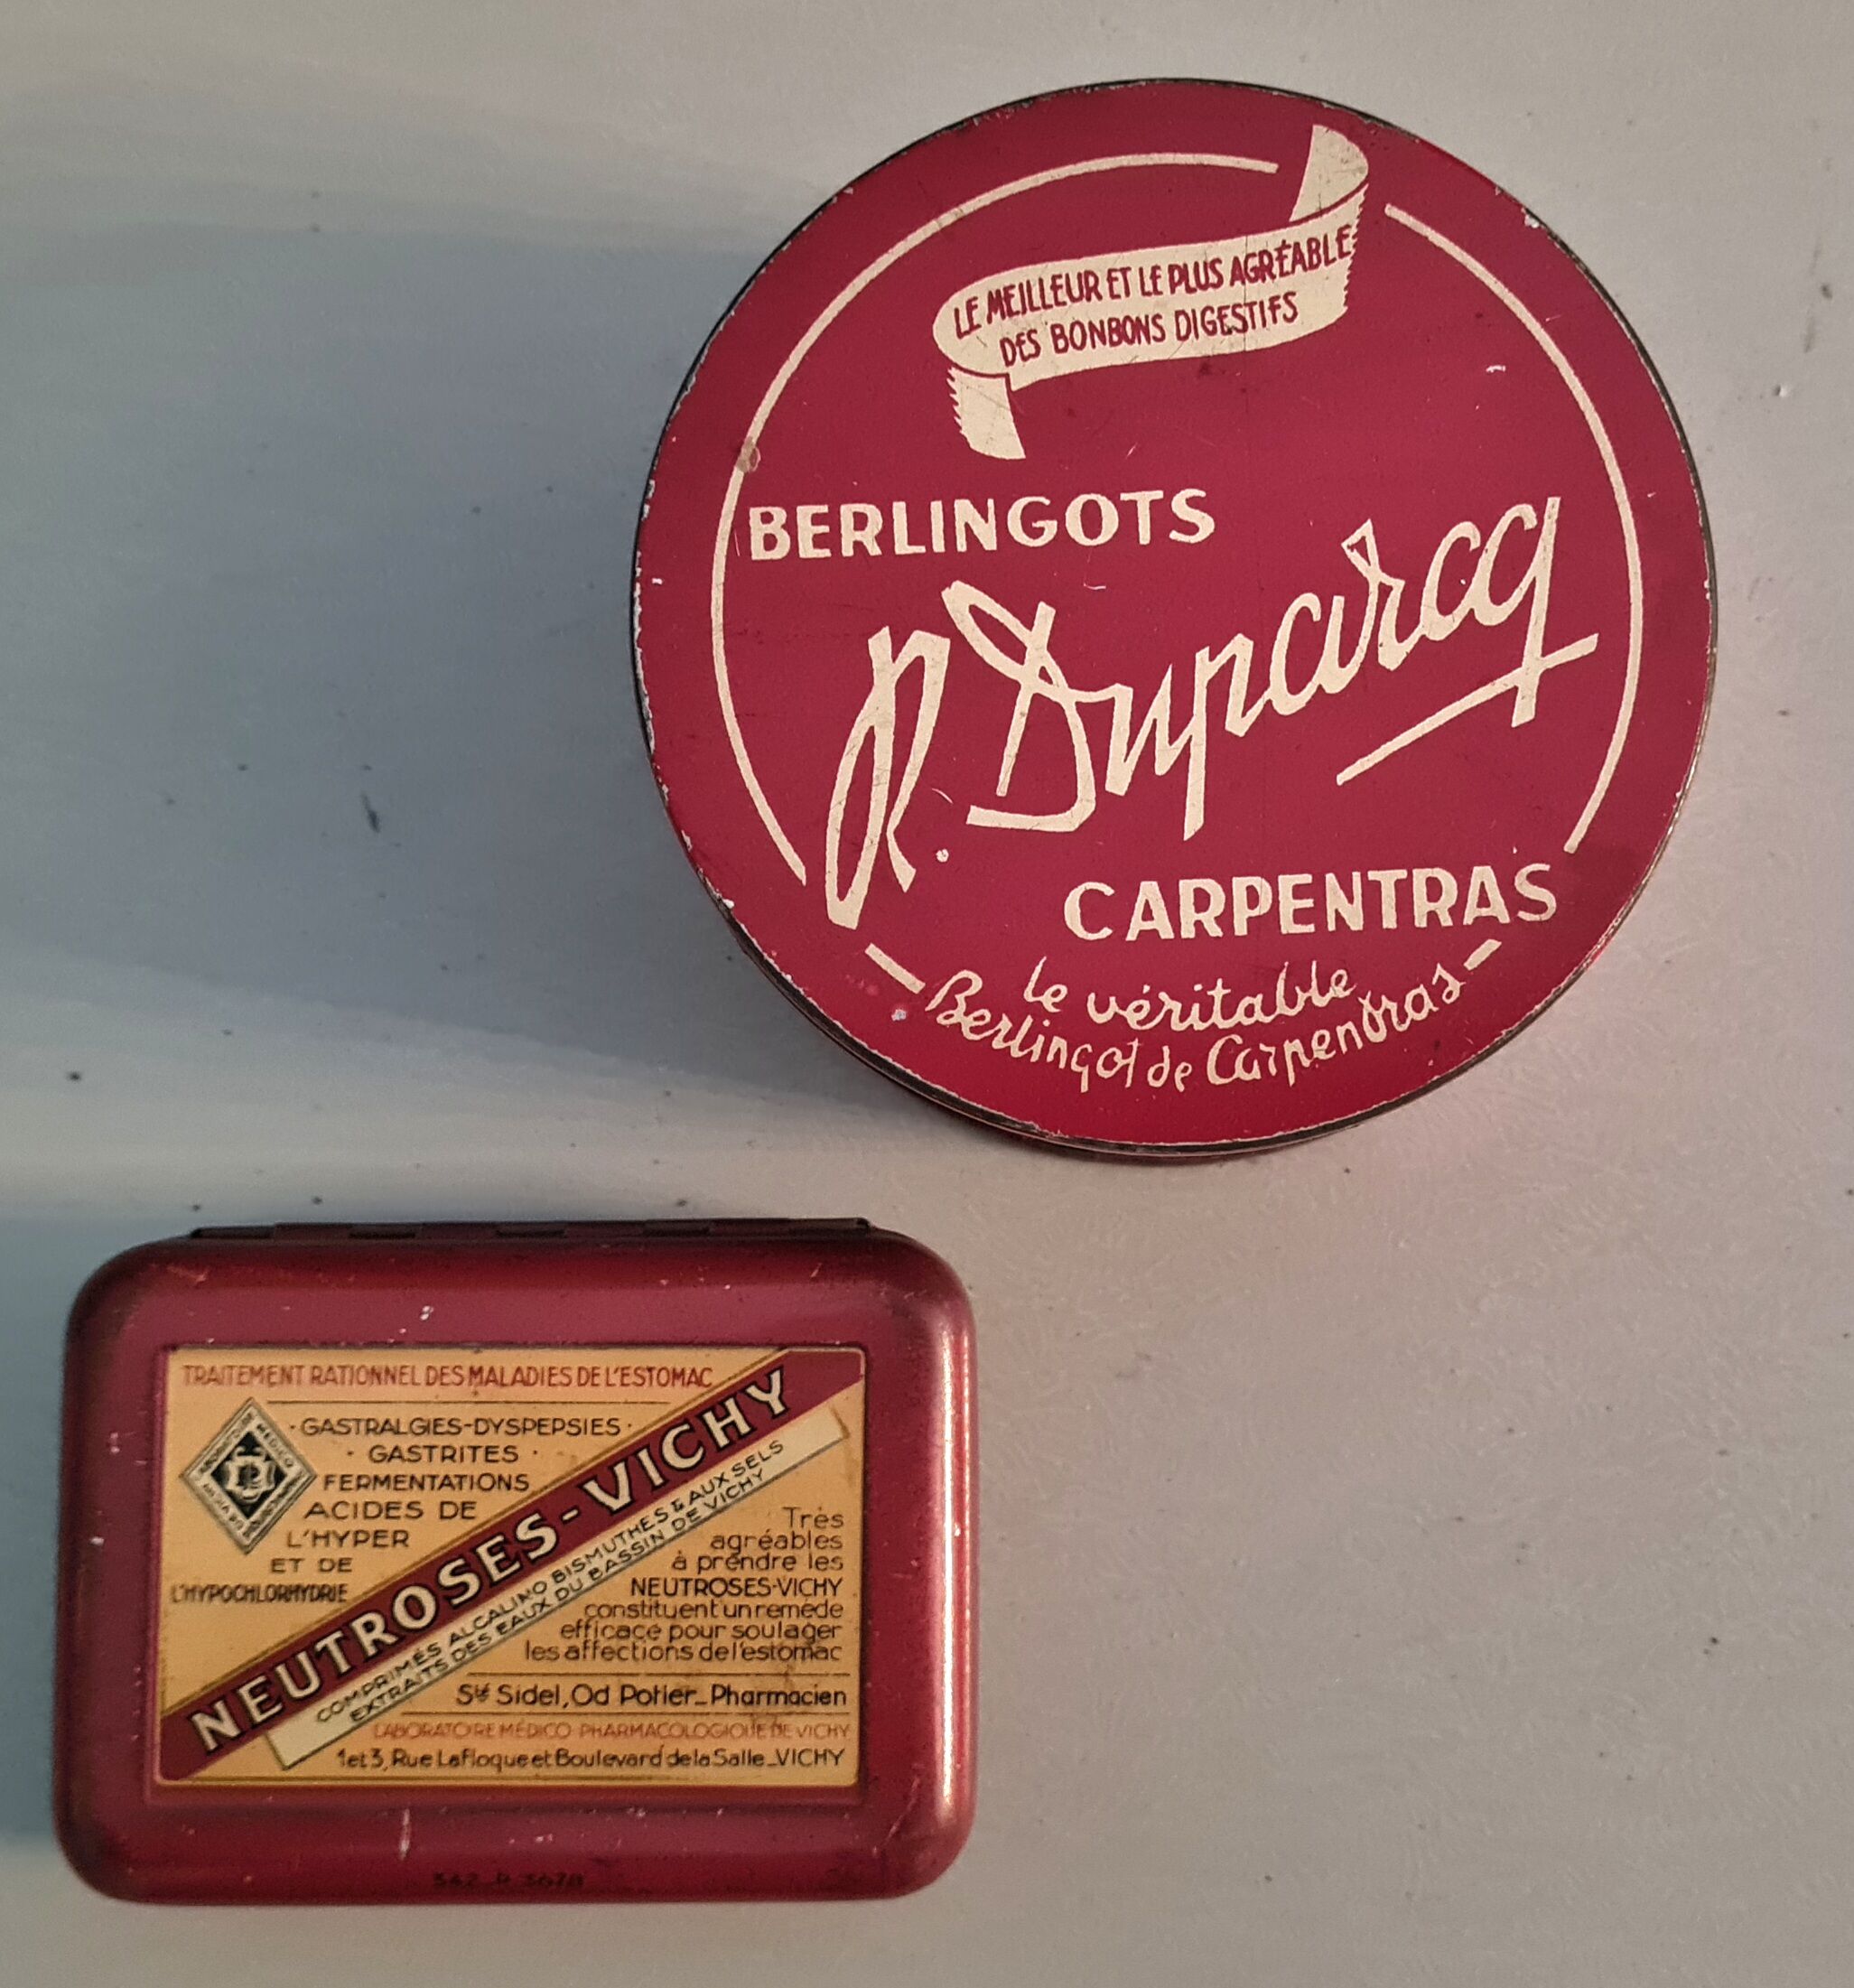 LE MEILLEUR ET LE PLUS AGRÉABLE
DES BONBONS DIGESTIFS
BERLINGOTS
R. Duparcq
CARPENTRAS
le véritable
Berlingot de Carpentras
TRAITEMENT RATIONNEL DES MALADIES DE L'ESTOMAC
· GASTRALGIES-DYSPEPSIES ·
· GASTRITES ·
FERMENTATIONS
ACIDES DE
L'HYPER
ET DE
L'HYPOCHLORHYDRIE
NEUTROSES-VICHY
COMPRIMÉS ALCALINO BISMUTHÉS & AUX SELS
EXTRAITS DES EAUX DU BASSIN DE VICHY
Très
agréables
à prendre les
NEUTROSES-VICHY
constituent un remède
efficace pour soulager
les affections de l'estomac
Sté Sidel, Od Potier_Pharmacien
LABORATOIRE MÉDICO PHARMACOLOGIQUE DE VICHY
1 et 3, Rue Lafloque et Boulevard de la Salle_VICHY